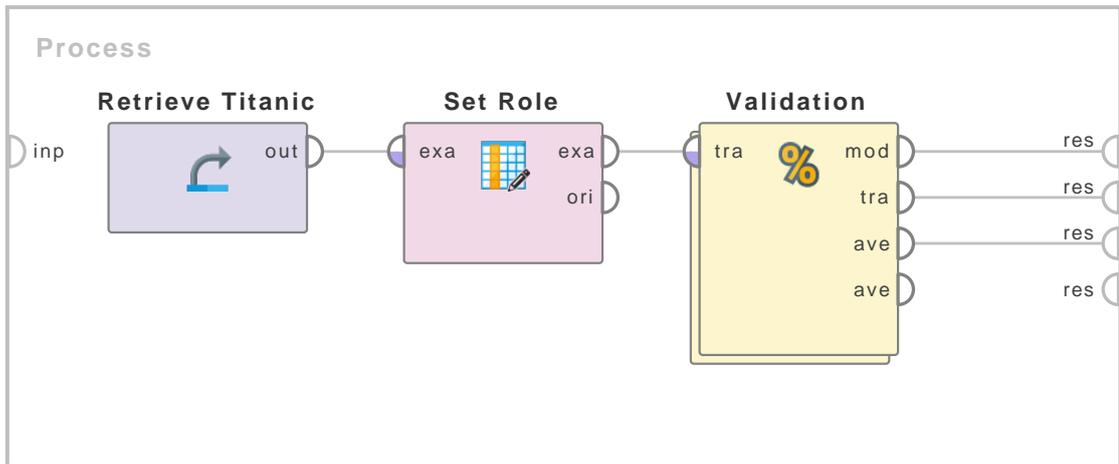 Process
Retrieve Titanic
Set Role
Validation
inp
out
exa
exa
ori
tra
mod
tra
ave
ave
res
res
res
res